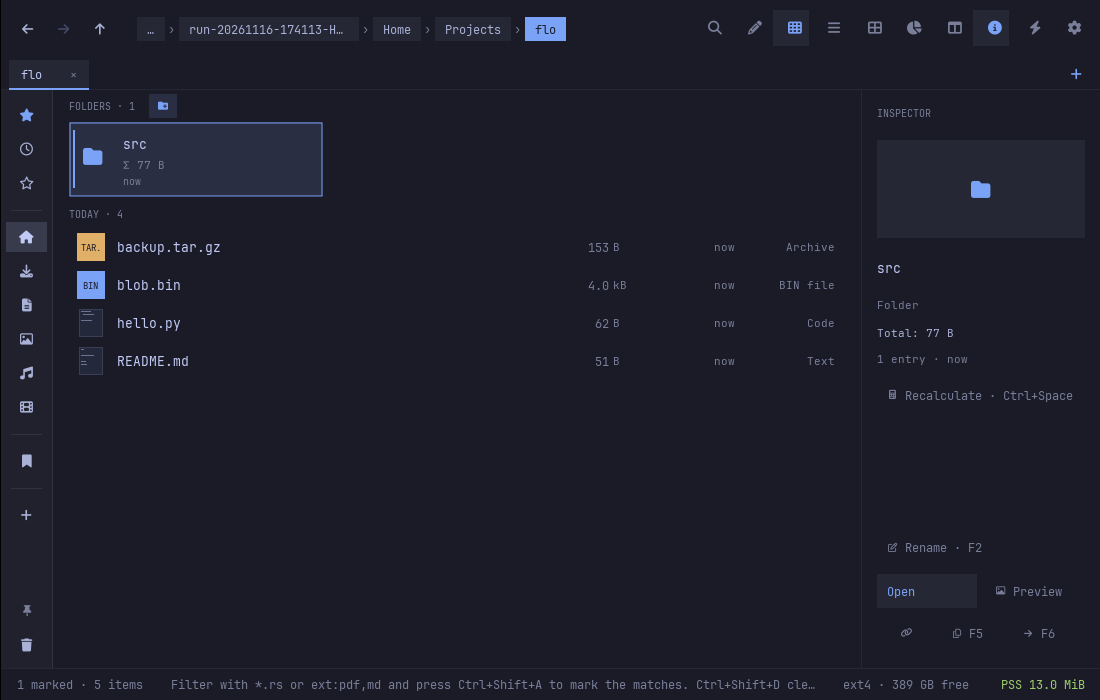 … › run-20261116-174113-H… › Home › Projects › flo
flo ×
+
FOLDERS · 1
INSPECTOR
src
Σ 77 B
now
TODAY · 4
TAR. backup.tar.gz 153 B now Archive
BIN blob.bin 4.0 kB now BIN file
hello.py 62 B now Code
README.md 51 B now Text
src
Folder
Total: 77 B
1 entry · now
Recalculate · Ctrl+Space
Rename · F2
Open Preview
F5 F6
1 marked · 5 items Filter with *.rs or ext:pdf,md and press Ctrl+Shift+A to mark the matches. Ctrl+Shift+D cle… ext4 · 389 GB free PSS 13.0 MiB